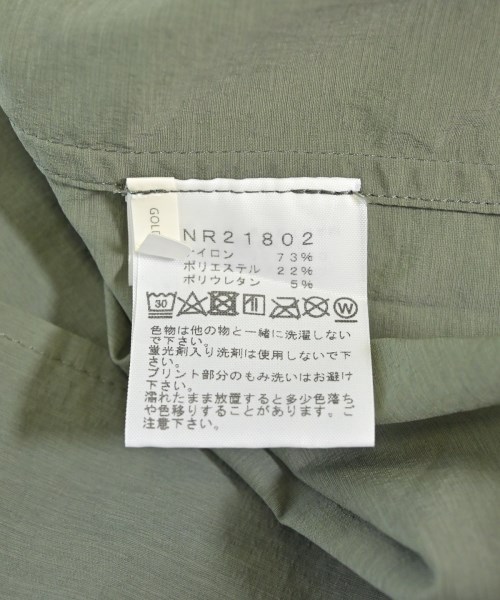 GOLD
NR21802
ナイロン 73%
ポリエステル 22%
ポリウレタン 5%
30
W
色物は他の物と一緒に洗濯しない
で下さい。
蛍光剤入り洗剤は使用しないで下
さい。
プリント部分のもみ洗いはお避け
下さい。
濡れたまま放置すると多少色落ち
や色移りすることがあります。ご
注意下さい。